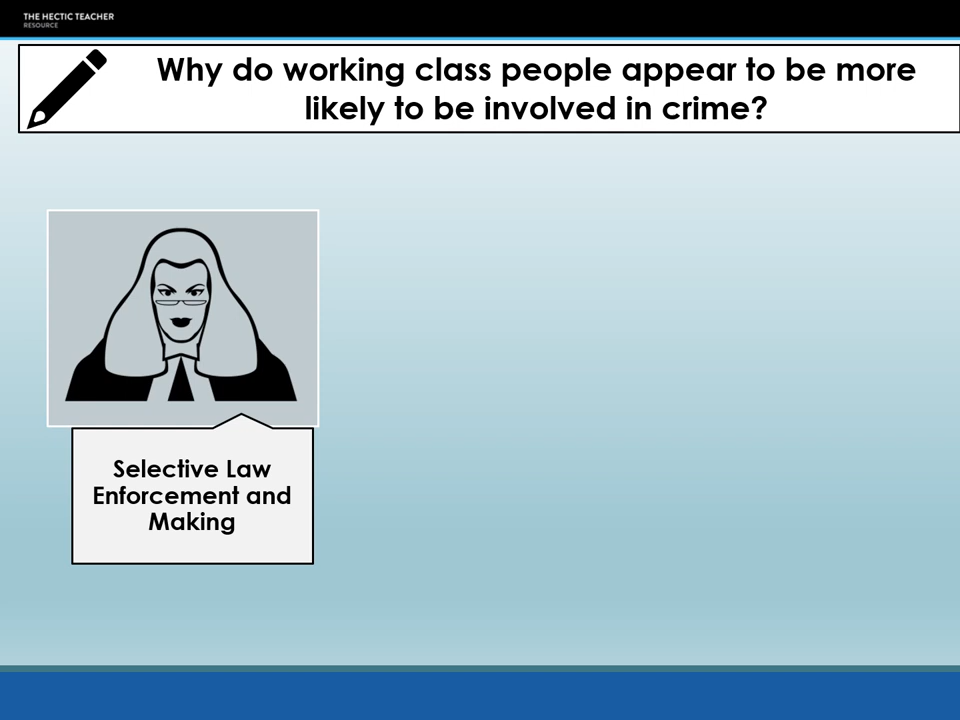 THE HECTIC TEACHER
RESOURCE
Why do working class people appear to be more
likely to be involved in crime?
Selective Law
Enforcement and
Making